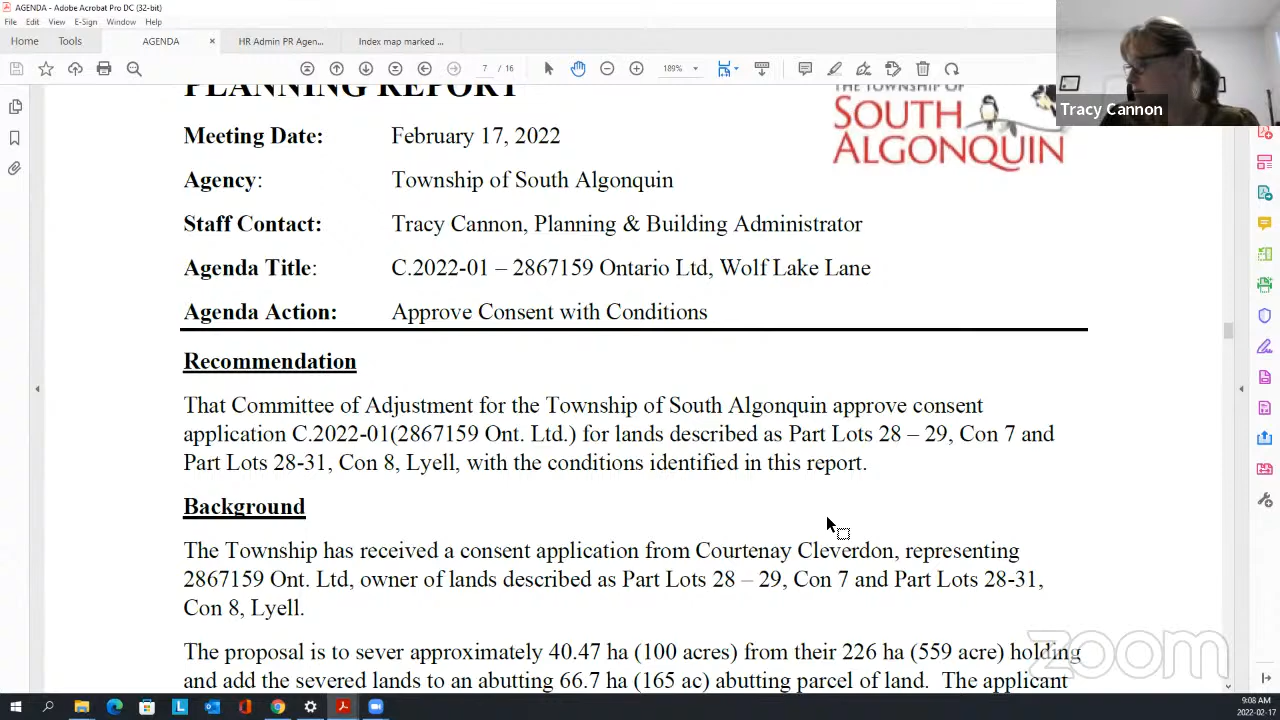 AGENDA - Adobe Acrobat Pro DC (32-bit)
File Edit View E-Sign Window Help
Home Tools AGENDA × HR Admin PR Agen... Index map marked ...
7 / 16 189%
Tracy Cannon
PLANNING REPORT
THE TOWNSHIP OF
SOUTH
ALGONQUIN
Meeting Date: February 17, 2022
Agency: Township of South Algonquin
Staff Contact: Tracy Cannon, Planning & Building Administrator
Agenda Title: C.2022-01 – 2867159 Ontario Ltd, Wolf Lake Lane
Agenda Action: Approve Consent with Conditions
Recommendation
That Committee of Adjustment for the Township of South Algonquin approve consent
application C.2022-01(2867159 Ont. Ltd.) for lands described as Part Lots 28 – 29, Con 7 and
Part Lots 28-31, Con 8, Lyell, with the conditions identified in this report.
Background
The Township has received a consent application from Courtenay Cleverdon, representing
2867159 Ont. Ltd, owner of lands described as Part Lots 28 – 29, Con 7 and Part Lots 28-31,
Con 8, Lyell.
The proposal is to sever approximately 40.47 ha (100 acres) from their 226 ha (559 acre) holding
and add the severed lands to an abutting 66.7 ha (165 ac) abutting parcel of land. The applicant
zoom
9:08 AM
2022-02-17